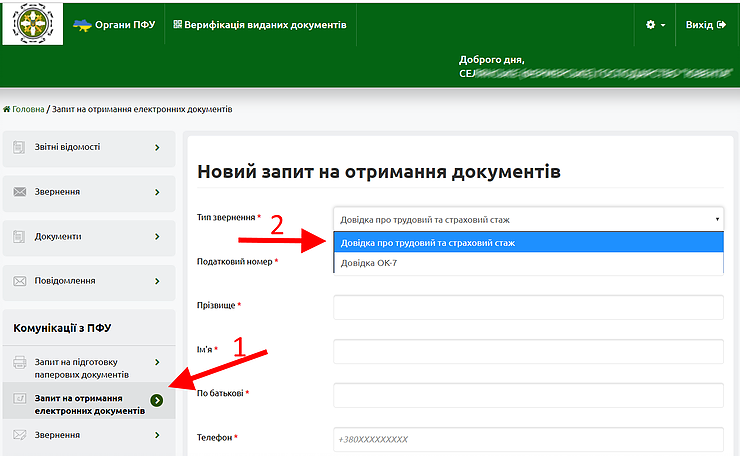 Органи ПФУ
Верифікація виданих документів
Вихід
Доброго дня,
Головна / Запит на отримання електронних документів
Звітні відомості
Звернення
Документи
Повідомлення
Комунікації з ПФУ
Запит на підготовку
паперових документів
Запит на отримання
електронних документів
Звернення
Новий запит на отримання документів
Тип звернення *
Довідка про трудовий та страховий стаж
2
Довідка про трудовий та страховий стаж
Довідка ОК-7
Податковий номер *
Прізвище *
1
Ім'я *
По батькові *
Телефон *
+380XXXXXXXXX